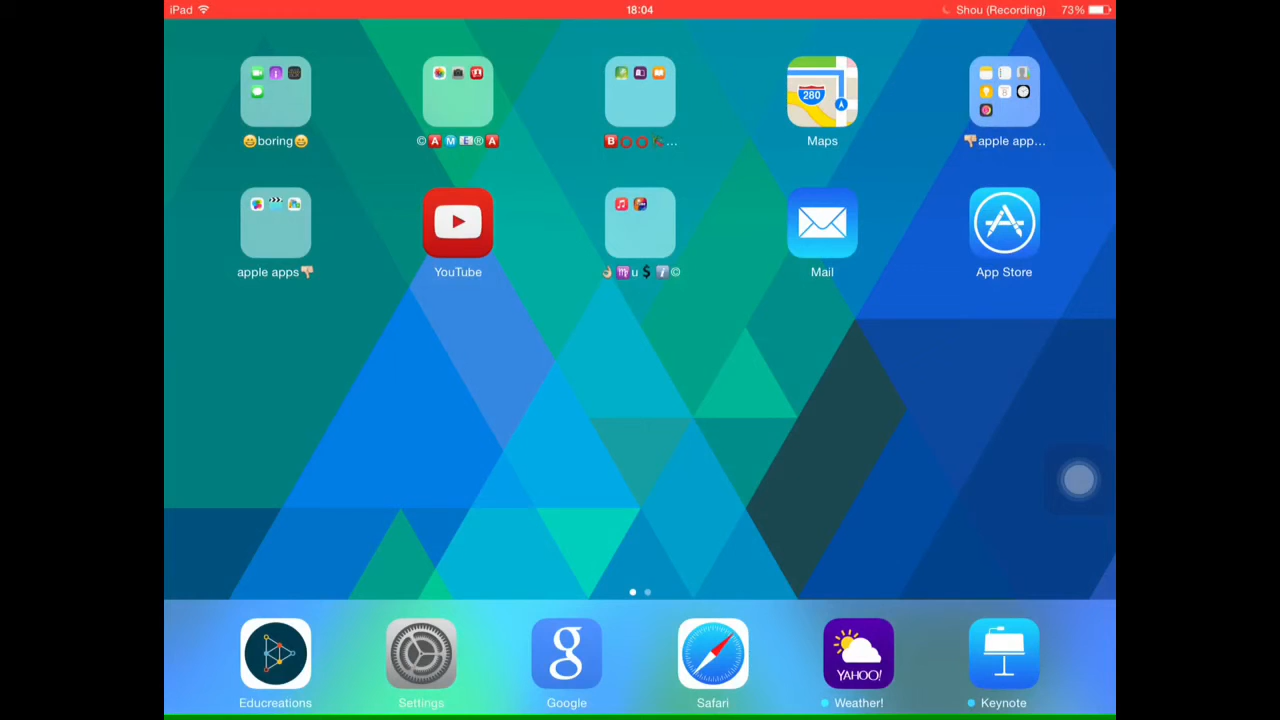 iPad 18:04 Shou (Recording) 73%
280
😄boring😄 ©🅰Ⓜ️E®🅰 🅱⭕⭕... Maps 👎apple app...
apple apps👎 YouTube 👌♍u💲ℹ️© Mail App Store
g
YAHOO!
Educreations Settings Google Safari Weather! Keynote